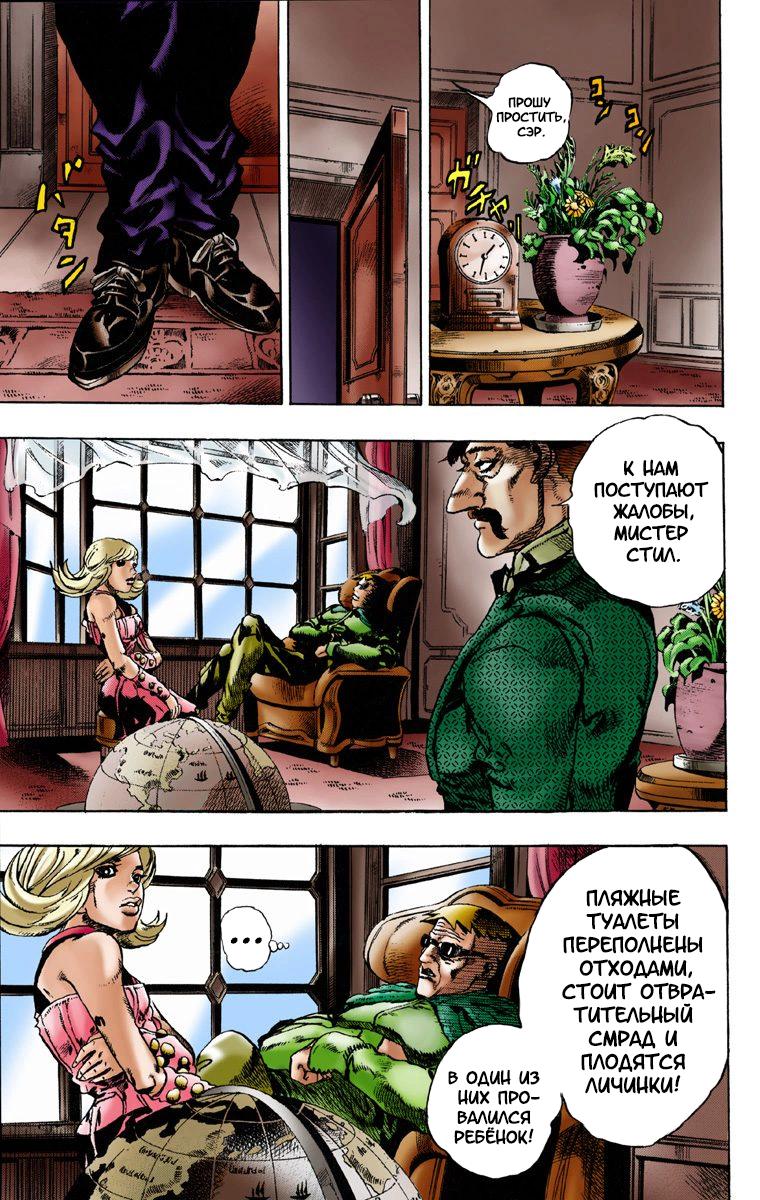 ПРОШУ
ПРОСТИТЬ,
СЭР.
コンコン
ガチャ
バタン
К НАМ
ПОСТУПАЮТ
ЖАЛОБЫ,
МИСТЕР
СТИЛ.
ПЛЯЖНЫЕ
ТУАЛЕТЫ
ПЕРЕПОЛНЕНЫ
ОТХОДАМИ,
СТОИТ ОТВРА-
ТИТЕЛЬНЫЙ
СМРАД И
ПЛОДЯТСЯ
ЛИЧИНКИ!
В ОДИН ИЗ
НИХ ПРО-
ВАЛИЛСЯ
РЕБЁНОК!
...